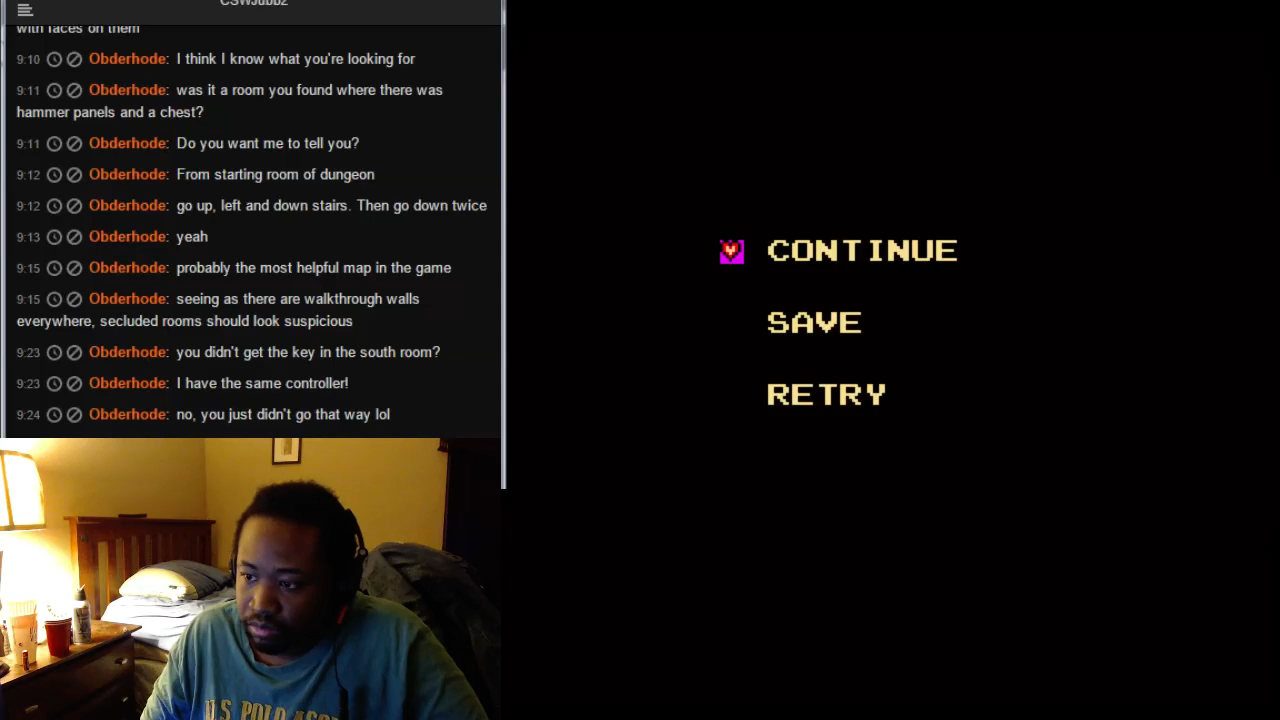 CSWJubb2
with faces on them
9:10 Obderhode: I think I know what you're looking for
9:11 Obderhode: was it a room you found where there was
hammer panels and a chest?
9:11 Obderhode: Do you want me to tell you?
9:12 Obderhode: From starting room of dungeon
9:12 Obderhode: go up, left and down stairs. Then go down twice
9:13 Obderhode: yeah
9:15 Obderhode: probably the most helpful map in the game
9:15 Obderhode: seeing as there are walkthrough walls
everywhere, secluded rooms should look suspicious
9:23 Obderhode: you didn't get the key in the south room?
9:23 Obderhode: I have the same controller!
9:24 Obderhode: no, you just didn't go that way lol
CONTINUE
SAVE
RETRY
U.S. POLO